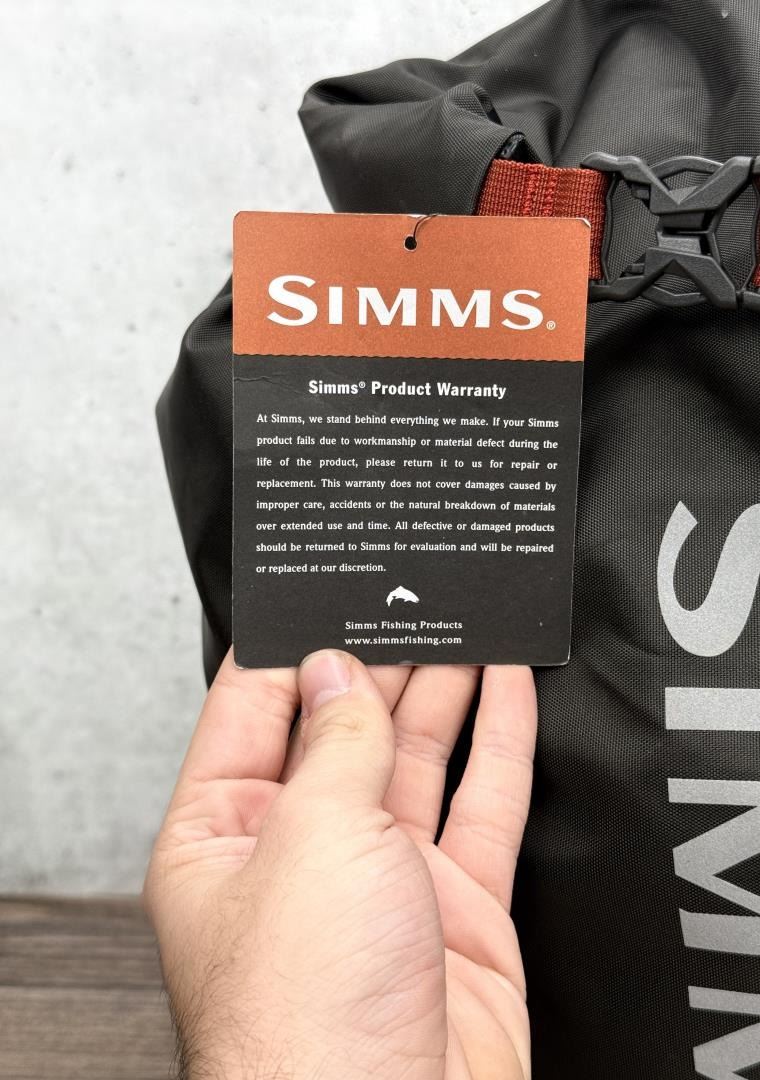 SIMMS®
Simms® Product Warranty
At Simms, we stand behind everything we make. If your Simms
product fails due to workmanship or material defect during the
life of the product, please return it to us for repair or
replacement. This warranty does not cover damages caused by
improper care, accidents or the natural breakdown of materials
over extended use and time. All defective or damaged products
should be returned to Simms for evaluation and will be repaired
or replaced at our discretion.
Simms Fishing Products
www.simmsfishing.com
SIMM